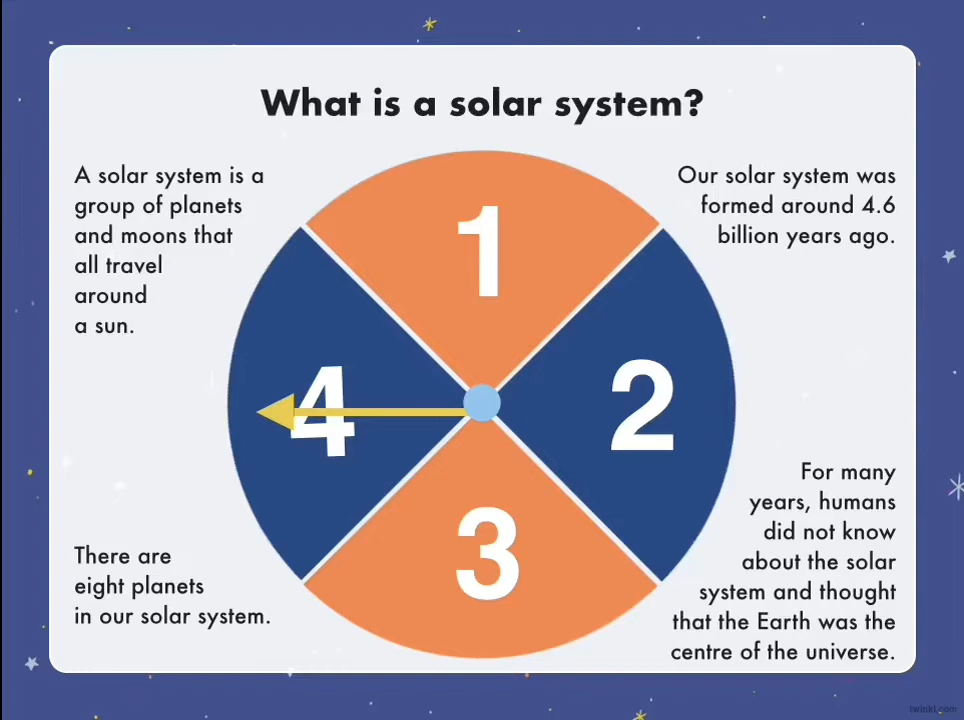 What is a solar system?
A solar system is a
group of planets
and moons that
all travel
around
a sun.
Our solar system was
formed around 4.6
billion years ago.
1
2
3
4
There are
eight planets
in our solar system.
For many
years, humans
did not know
about the solar
system and thought
that the Earth was the
centre of the universe.
twinkl.com